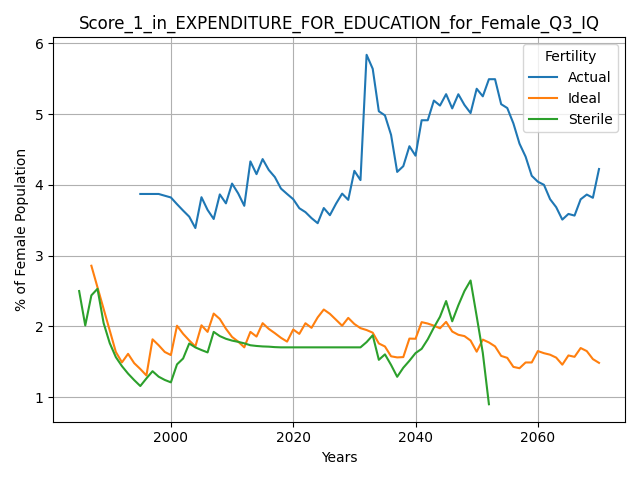 Score_1_in_EXPENDITURE_FOR_EDUCATION_for_Female_Q3_IQ
Fertility
Actual
Ideal
Sterile
% of Female Population
6
5
4
3
2
1
2000 2020 2040 2060
Years